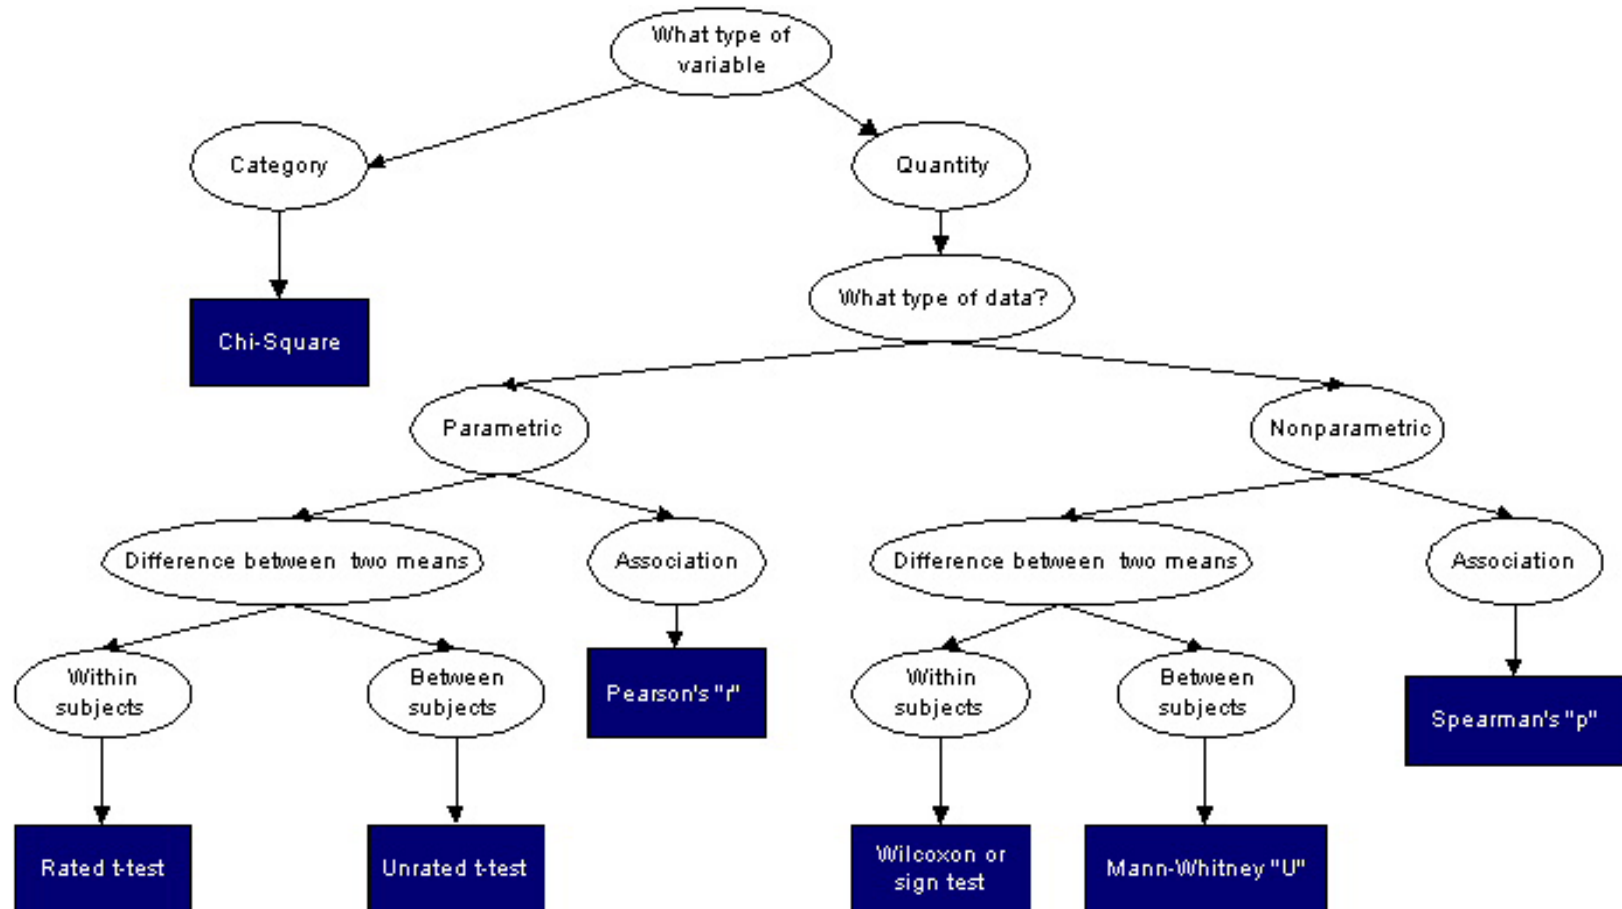 What type of
variable
Category
Quantity
What type of data?
Chi-Square
Parametric
Nonparametric
Difference between two means
Association
Difference between two means
Association
Within
subjects
Between
subjects
Pearson's "r"
Within
subjects
Between
subjects
Spearman's "p"
Rated t-test
Unrated t-test
Wilcoxon or
sign test
Mann-Whitney "U"